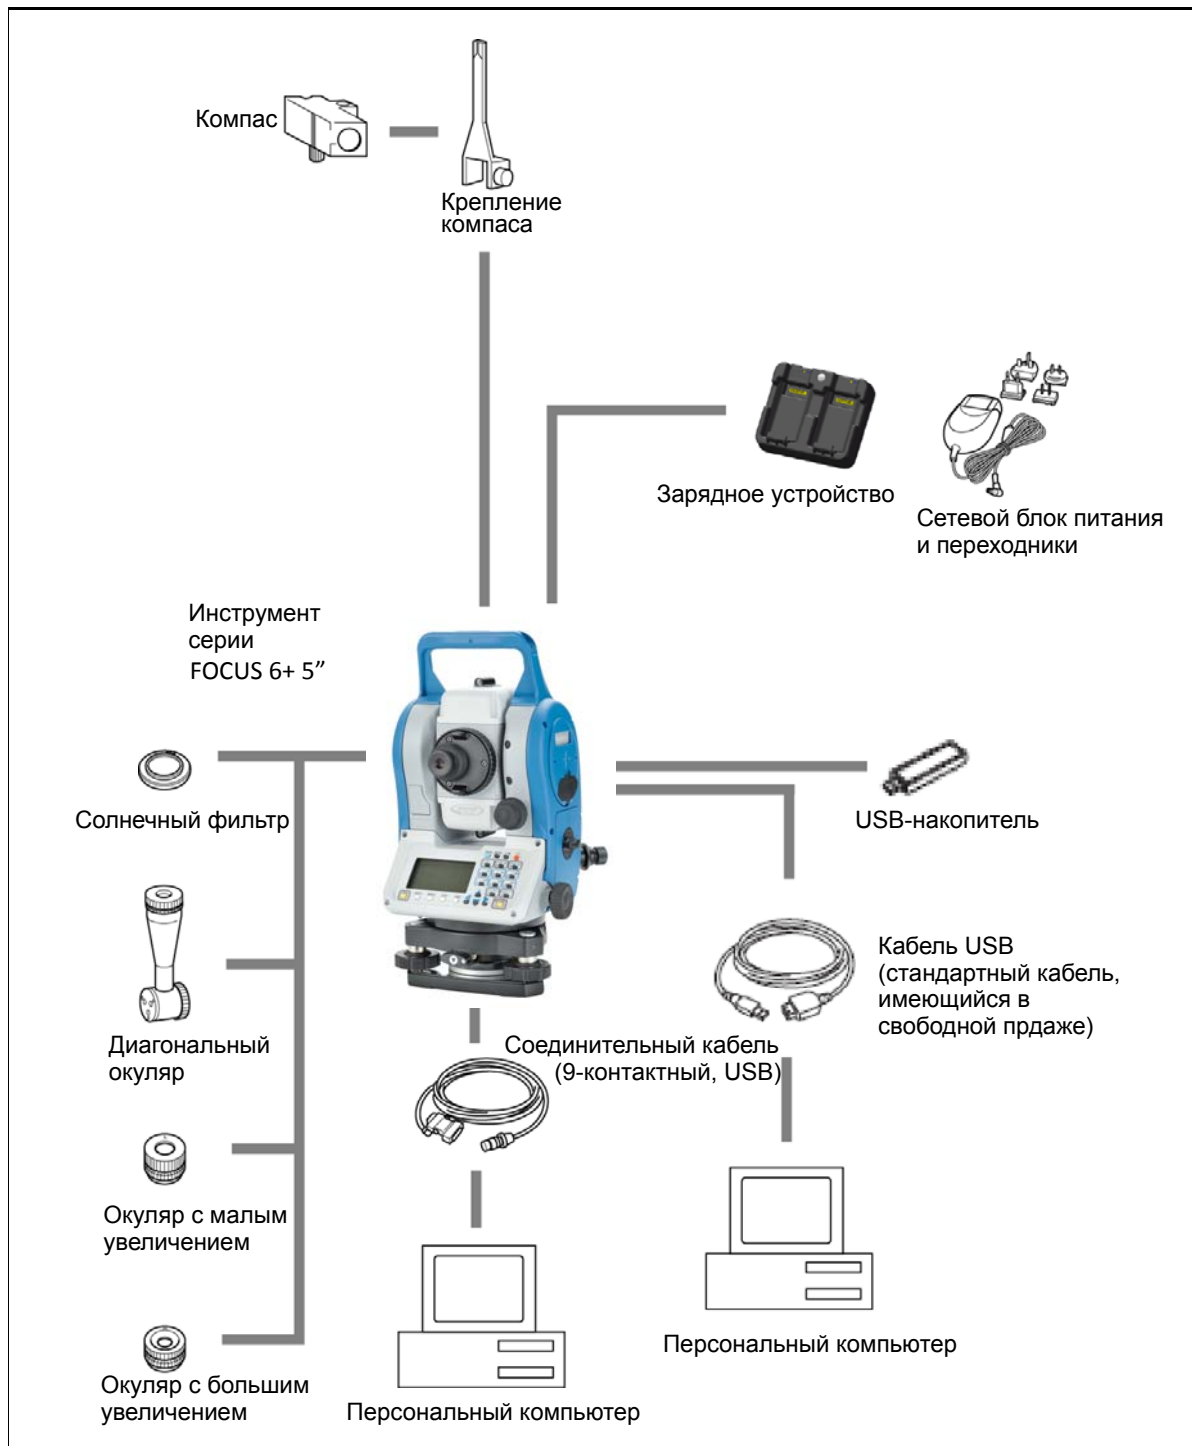 Компас
Крепление
компаса
Зарядное устройство
Сетевой блок питания
и переходники
Инструмент
серии
FOCUS 6+ 5”
Солнечный фильтр
USB-накопитель
Диагональный
окуляр
Соединительный кабель
(9-контактный, USB)
Кабель USB
(стандартный кабель,
имеющийся в
свободной прдаже)
Окуляр с малым
увеличением
Окуляр с большим
увеличением
Персональный компьютер
Персональный компьютер